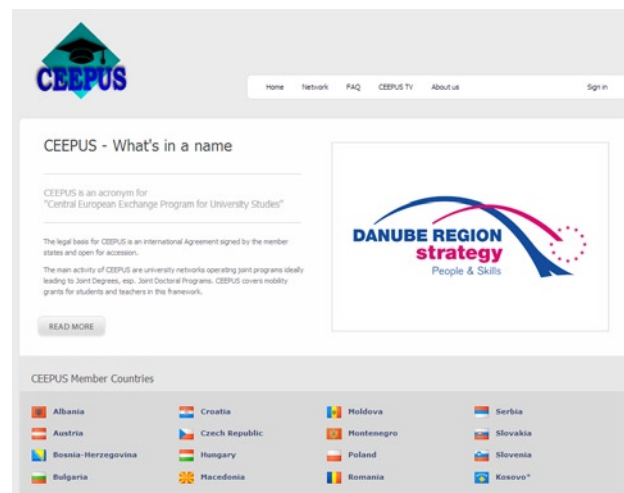 CEEPUS
Home Network FAQ CEEPUS TV About us Sign in
CEEPUS - What's in a name
CEEPUS is an acronym for
"Central European Exchange Program for University Studies"
The legal basis for CEEPUS is an international Agreement signed by the member
states and open for accession.
The main activity of CEEPUS are university networks operating joint programs ideally
leading to Joint Degrees, esp. Joint Doctoral Programs. CEEPUS covers mobility
grants for students and teachers in this framework.
READ MORE
DANUBE REGION
strategy
People & Skills
CEEPUS Member Countries
Albania Croatia Moldova Serbia
Austria Czech Republic Montenegro Slovakia
Bosnia-Herzegovina Hungary Poland Slovenia
Bulgaria Macedonia Romania Kosovo*